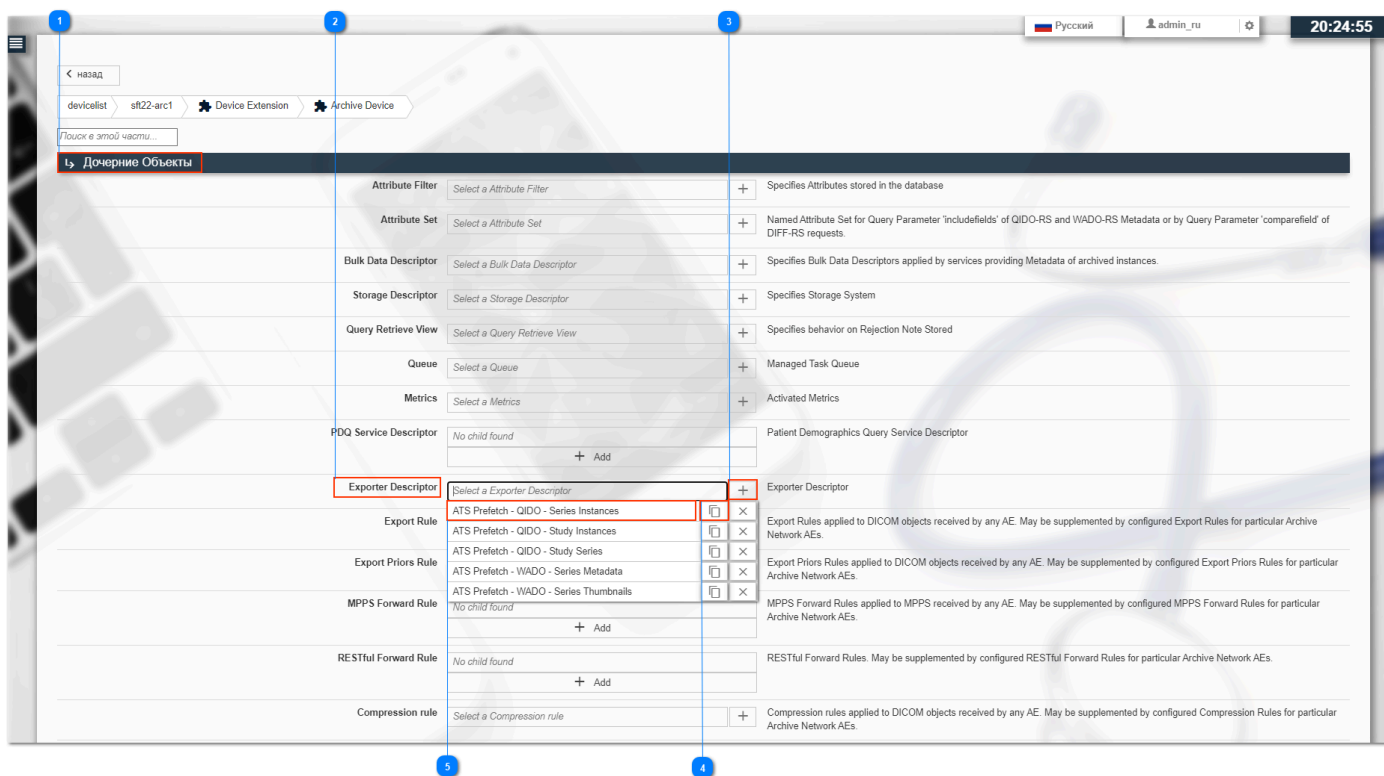 1
2
3
Русский
admin_ru
20:24:55
назад
devicelist
sft22-arc1
Device Extension
Archive Device
Поиск в этой части...
Дочерние Объекты
Attribute Filter
Select a Attribute Filter
Specifies Attributes stored in the database
Attribute Set
Select a Attribute Set
Named Attribute Set for Query Parameter 'includefields' of QIDO-RS and WADO-RS Metadata or by Query Parameter 'comparefield' of
DIFF-RS requests.
Bulk Data Descriptor
Select a Bulk Data Descriptor
Specifies Bulk Data Descriptors applied by services providing Metadata of archived instances.
Storage Descriptor
Select a Storage Descriptor
Specifies Storage System
Query Retrieve View
Select a Query Retrieve View
Specifies behavior on Rejection Note Stored
Queue
Select a Queue
Managed Task Queue
Metrics
Select a Metrics
Activated Metrics
PDQ Service Descriptor
No child found
Patient Demographics Query Service Descriptor
+ Add
Exporter Descriptor
Select a Exporter Descriptor
Exporter Descriptor
ATS Prefetch - QIDO - Series Instances
ATS Prefetch - QIDO - Study Instances
ATS Prefetch - QIDO - Study Series
ATS Prefetch - WADO - Series Metadata
ATS Prefetch - WADO - Series Thumbnails
Export Rule
Export Rules applied to DICOM objects received by any AE. May be supplemented by configured Export Rules for particular Archive
Network AEs.
Export Priors Rule
Export Priors Rules applied to DICOM objects received by any AE. May be supplemented by configured Export Priors Rules for particular
Archive Network AEs.
MPPS Forward Rule
No child found
MPPS Forward Rules applied to MPPS received by any AE. May be supplemented by configured MPPS Forward Rules for particular
Archive Network AEs.
+ Add
RESTful Forward Rule
No child found
RESTful Forward Rules. May be supplemented by configured RESTful Forward Rules for particular Archive Network AEs.
+ Add
Compression rule
Select a Compression rule
Compression rules applied to DICOM objects received by any AE. May be supplemented by configured Compression Rules for particular
Archive Network AEs.
5
4